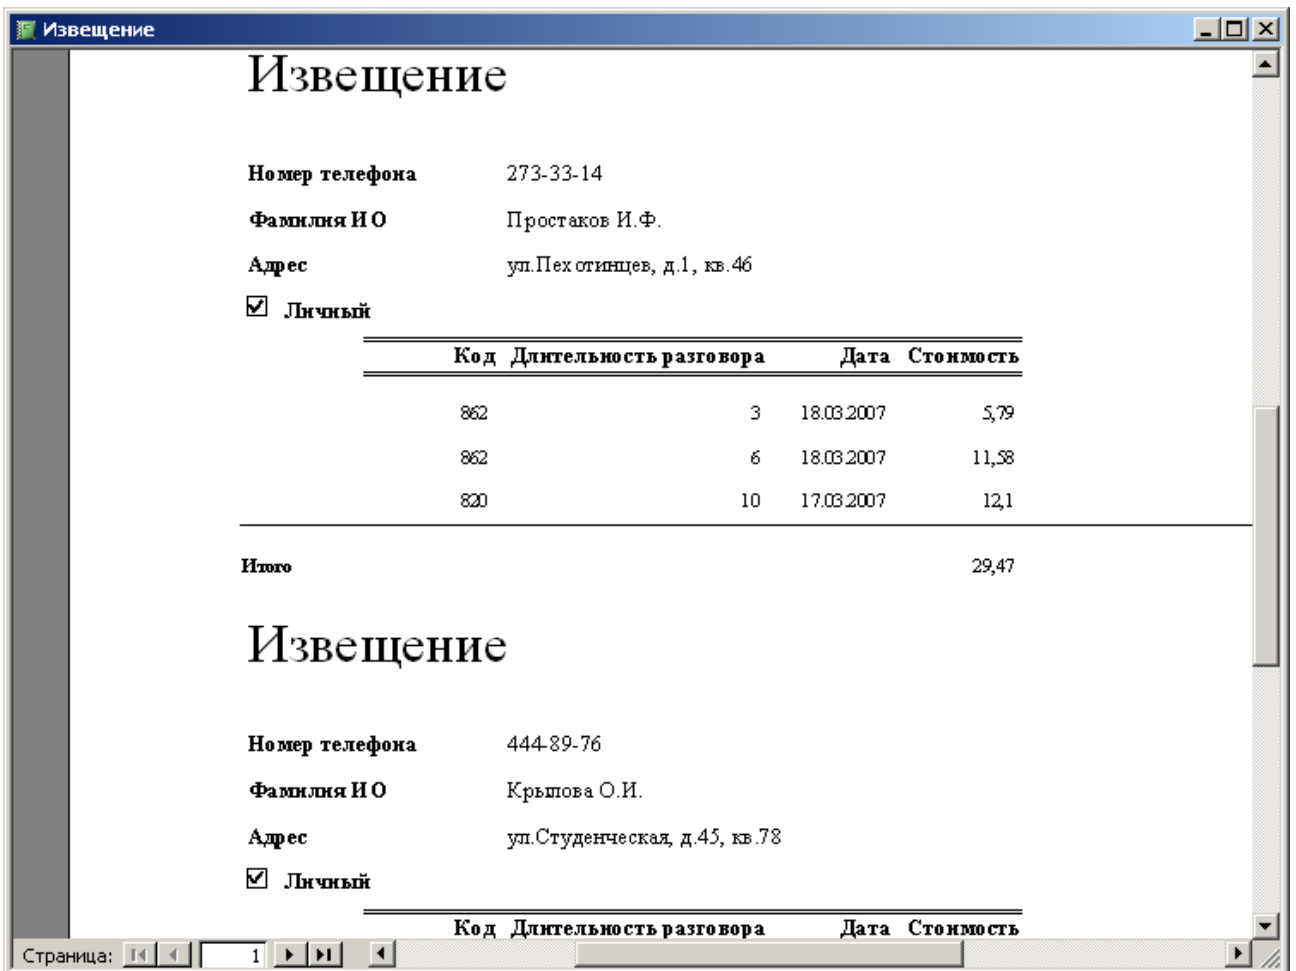 Извещение
Извещение
Номер телефона 273-33-14
Фамилия И О Простаков И.Ф.
Адрес ул.Пехотинцев, д.1, кв.46
Личный
Код Длительность разговора Дата Стоимость
862 3 18.03.2007 5,79
862 6 18.03.2007 11,58
820 10 17.03.2007 12,1
Итого 29,47
Извещение
Номер телефона 444-89-76
Фамилия И О Крылова О.И.
Адрес ул.Студенческая, д.45, кв.78
Личный
Код Длительность разговора Дата Стоимость
Страница: 1